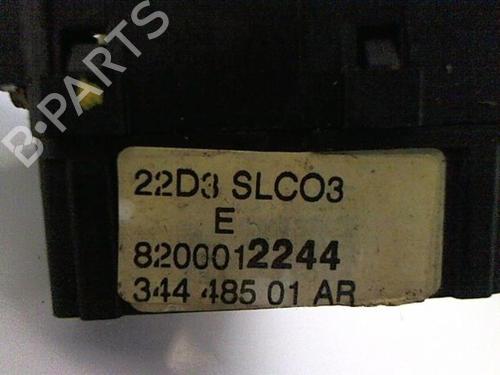 B-PARTS
22D3 SLCO3
E
8200012244
344 485 01 AR